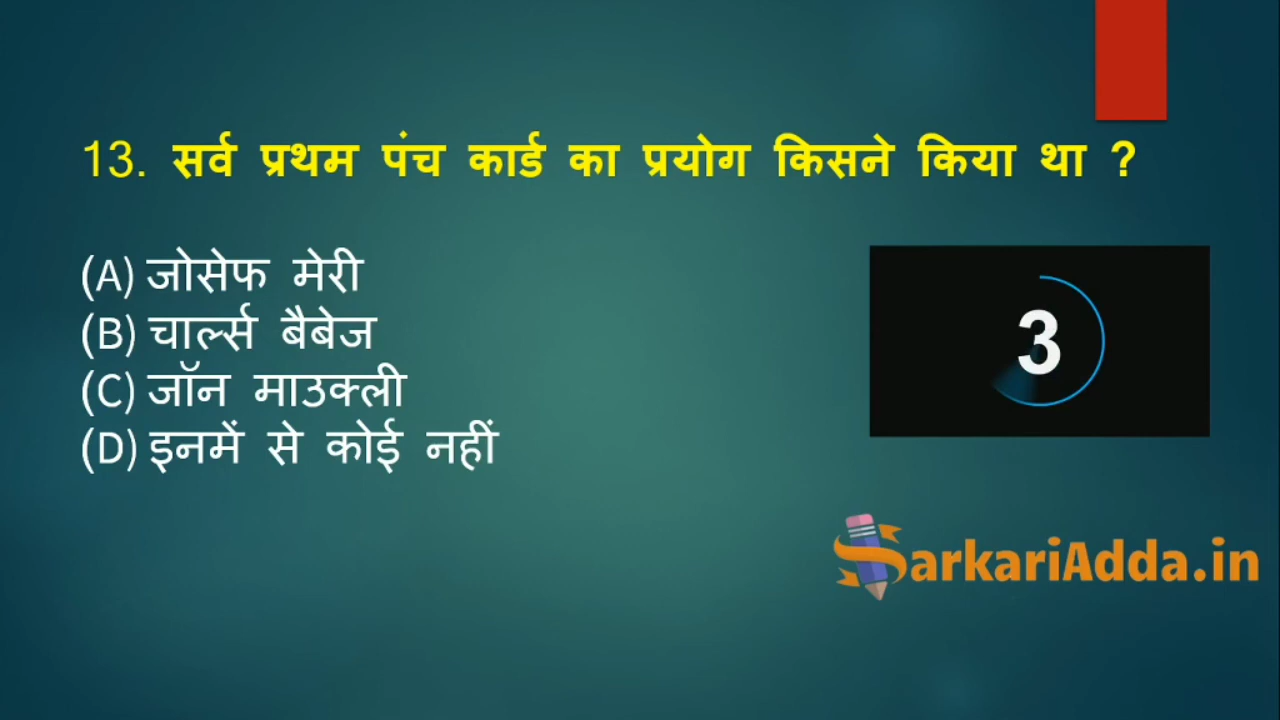 13. सर्व प्रथम पंच कार्ड का प्रयोग किसने किया था ?
(A) जोसेफ मेरी
(B) चार्ल्स बैबेज
(C) जॉन माउक्ली
(D) इनमें से कोई नहीं
3
SarkariAdda.in